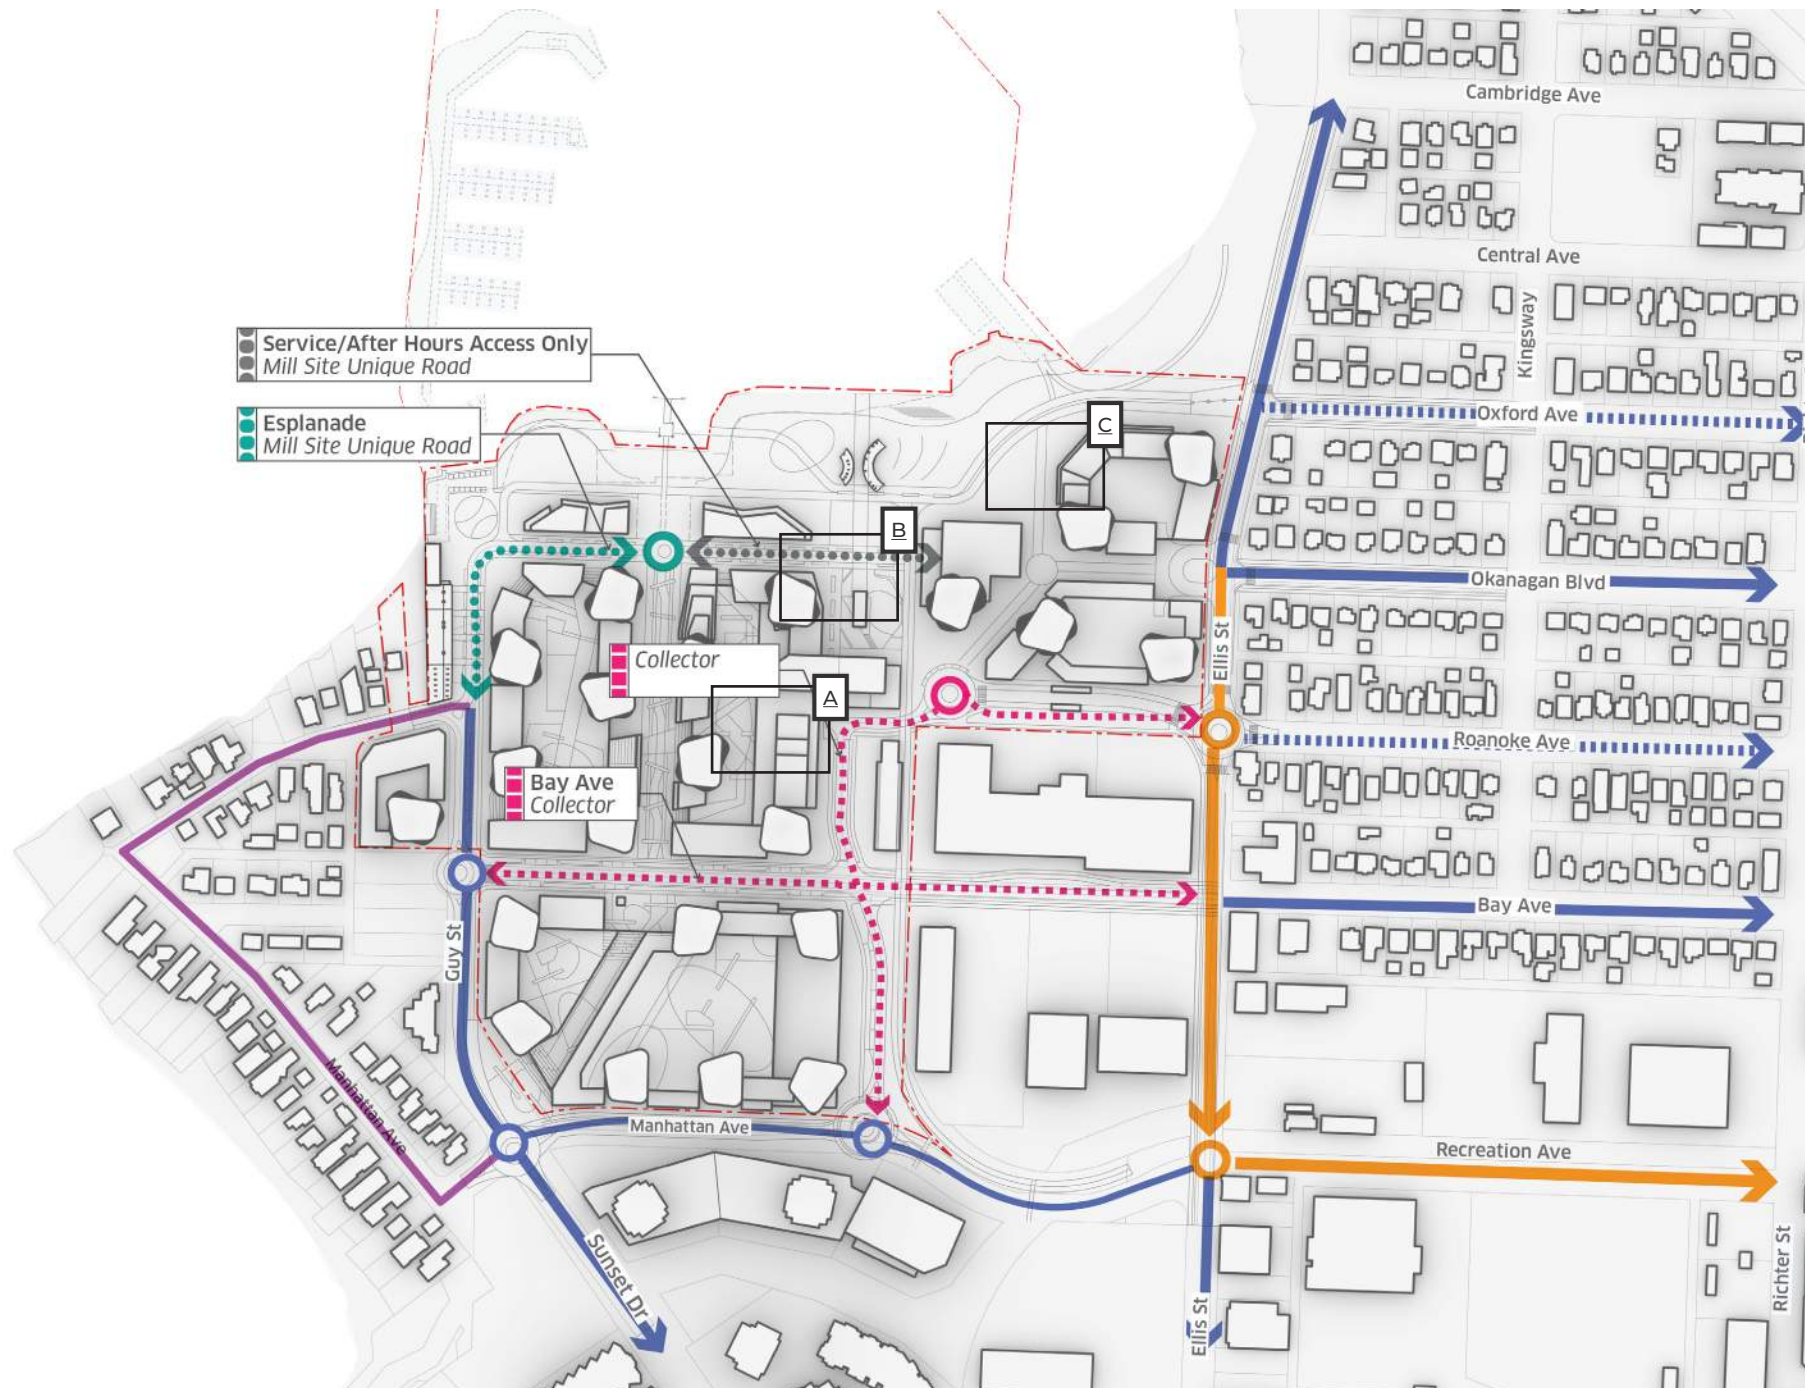 Cambridge Ave
Central Ave
Kingsway
Service/After Hours Access Only
Mill Site Unique Road
Esplanade
Mill Site Unique Road
C
Oxford Ave
B
Okanagan Blvd
Ellis St
Collector
A
Roanoke Ave
Bay Ave
Collector
Bay Ave
Guy St
Manhattan Ave
Manhattan Ave
Recreation Ave
Sunset Dr
Ellis St
Richter St